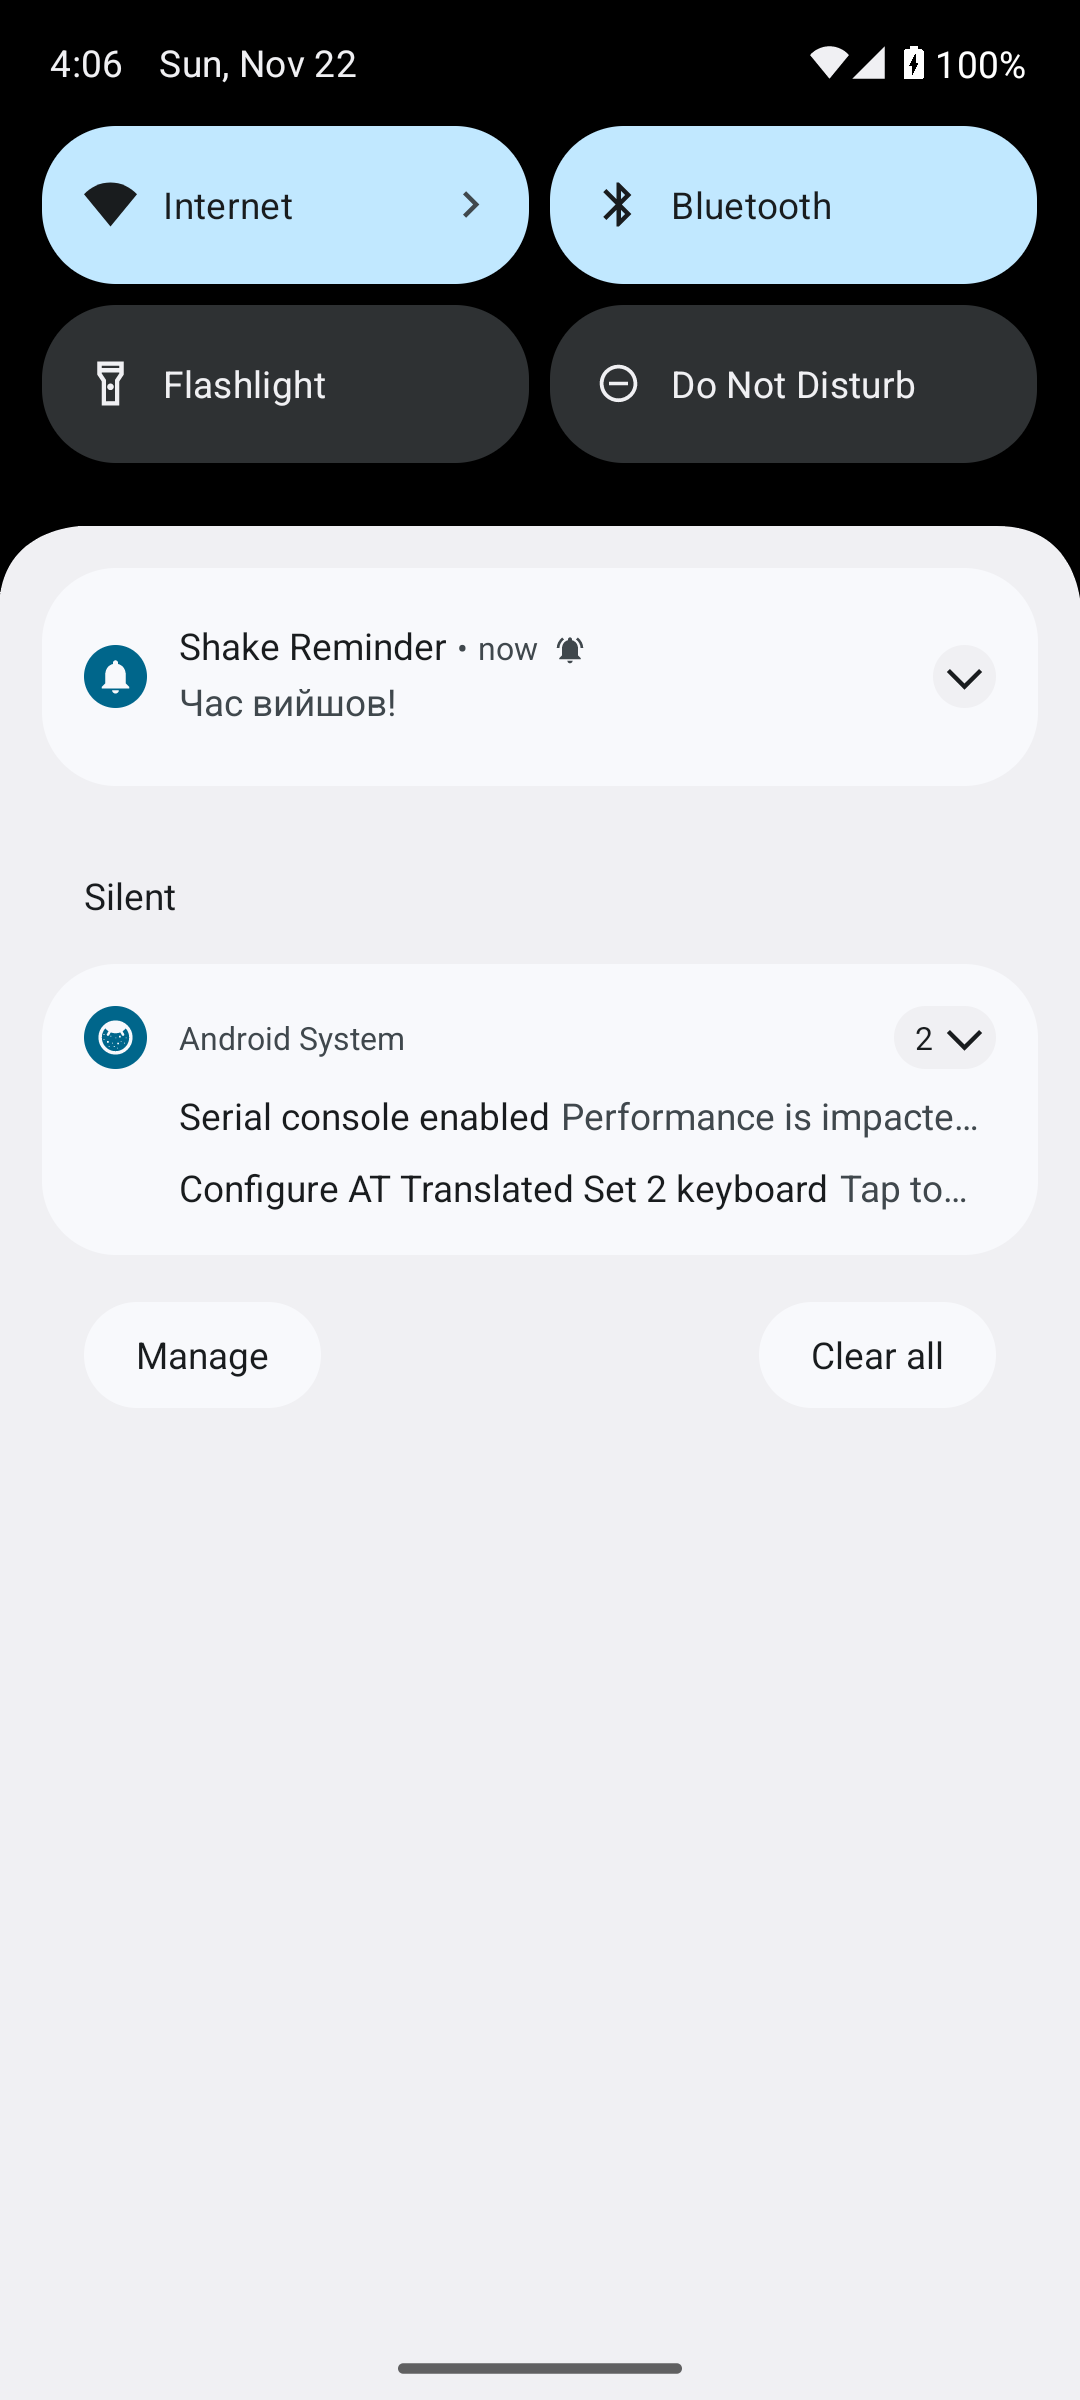 4:06 Sun, Nov 22 100%
Internet Bluetooth
Flashlight Do Not Disturb
Shake Reminder • now
Час вийшов!
Silent
Android System 2
Serial console enabled Performance is impacte…
Configure AT Translated Set 2 keyboard Tap to…
Manage Clear all